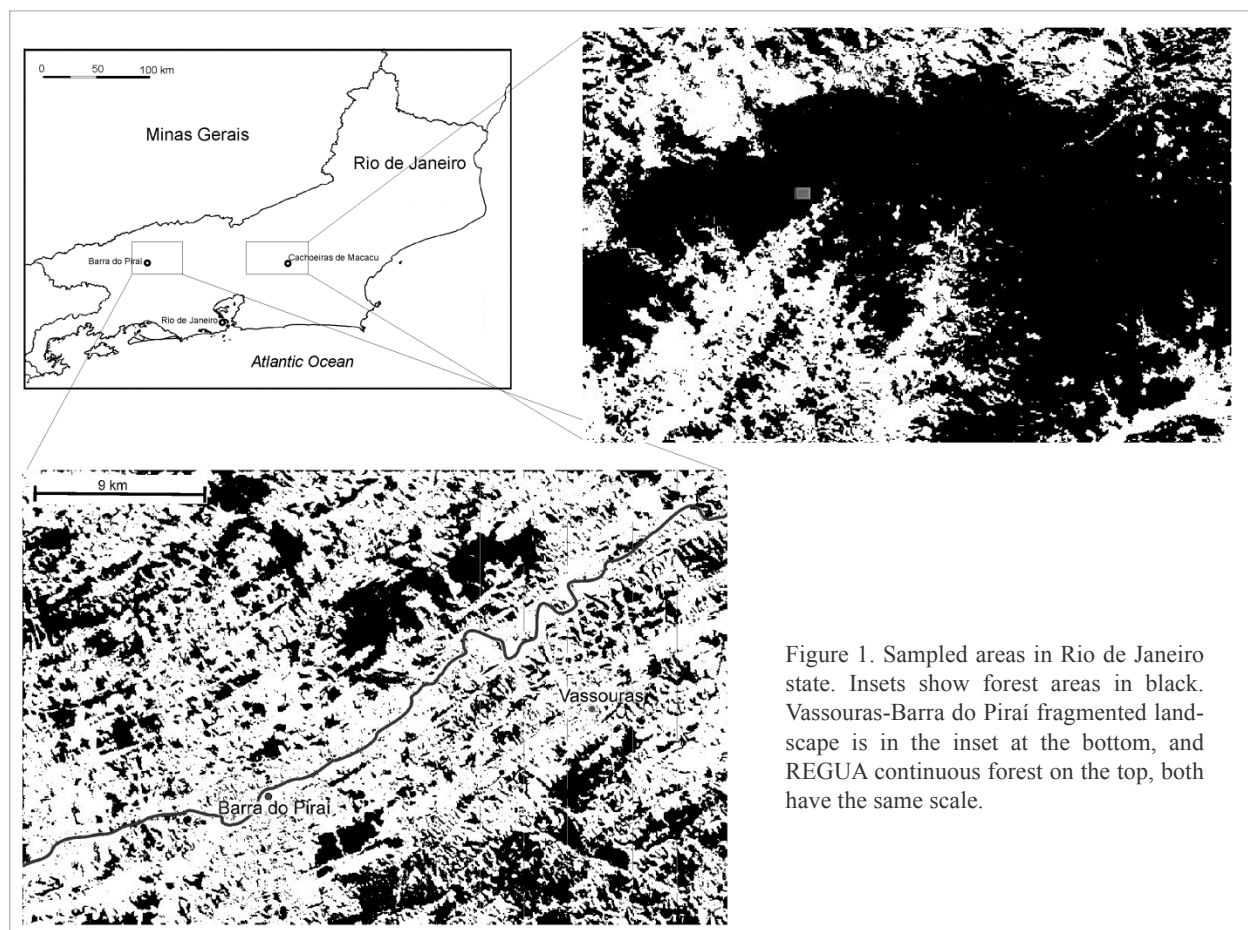 0 50 100 km
Minas Gerais
Rio de Janeiro
Barra do Piraí
Cachoeiras de Macacu
Rio de Janeiro
Atlantic Ocean
9 km
Vassouras
Barra do Piraí
Figure 1. Sampled areas in Rio de Janeiro
state. Insets show forest areas in black.
Vassouras-Barra do Piraí fragmented land-
scape is in the inset at the bottom, and
REGUA continuous forest on the top, both
have the same scale.